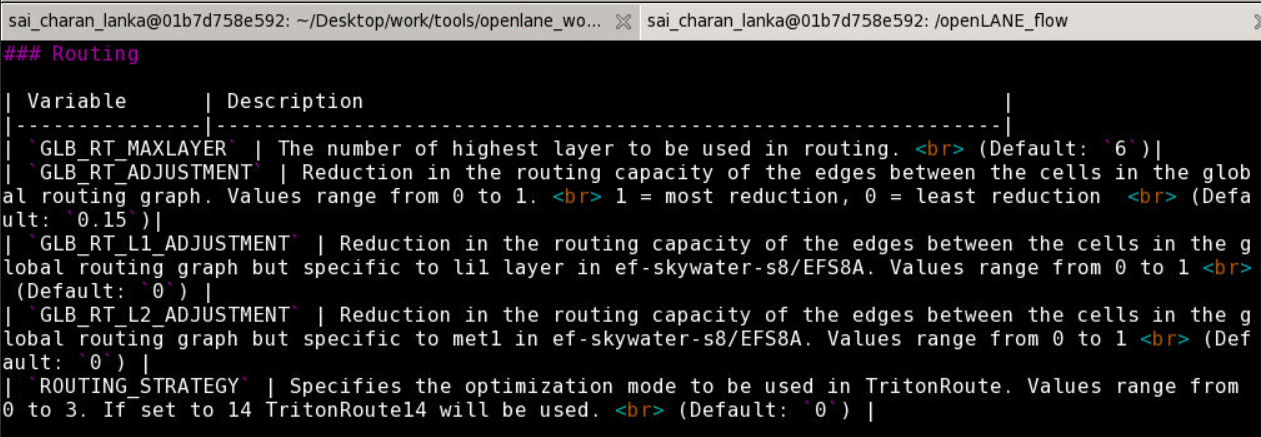 sai_charan_lanka@01b7d758e592: ~/Desktop/work/tools/openlane_wo... sai_charan_lanka@01b7d758e592: /openLANE_flow
### Routing
| Variable      | Description                                                  |
|---------------|--------------------------------------------------------------|
| `GLB_RT_MAXLAYER` | The number of highest layer to be used in routing. <br> (Default: `6`)|
| `GLB_RT_ADJUSTMENT` | Reduction in the routing capacity of the edges between the cells in the glob
al routing graph. Values range from 0 to 1. <br> 1 = most reduction, 0 = least reduction  <br> (Defa
ult: `0.15`)|
| `GLB_RT_L1_ADJUSTMENT` | Reduction in the routing capacity of the edges between the cells in the g
lobal routing graph but specific to li1 layer in ef-skywater-s8/EFS8A. Values range from 0 to 1 <br>
 (Default: `0`) |
| `GLB_RT_L2_ADJUSTMENT` | Reduction in the routing capacity of the edges between the cells in the g
lobal routing graph but specific to met1 in ef-skywater-s8/EFS8A. Values range from 0 to 1 <br> (Def
ault: `0`) |
| `ROUTING_STRATEGY` | Specifies the optimization mode to be used in TritonRoute. Values range from
0 to 3. If set to 14 TritonRoute14 will be used. <br> (Default: `0`) |